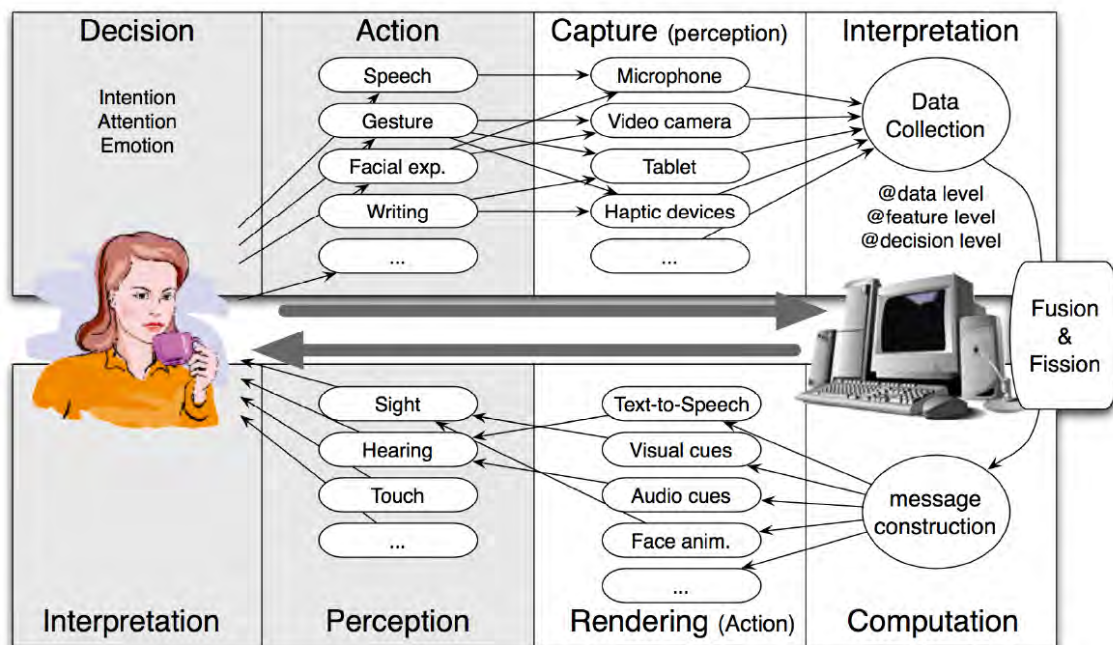 Decision
Intention
Attention
Emotion
Action
Speech
Gesture
Facial exp.
Writing
...
Capture (perception)
Microphone
Video camera
Tablet
Haptic devices
...
Interpretation
Data
Collection
@data level
@feature level
@decision level
Fusion
&
Fission
Interpretation
Sight
Hearing
Touch
...
Perception
Text-to-Speech
Visual cues
Audio cues
Face anim.
...
Rendering (Action)
message
construction
Computation